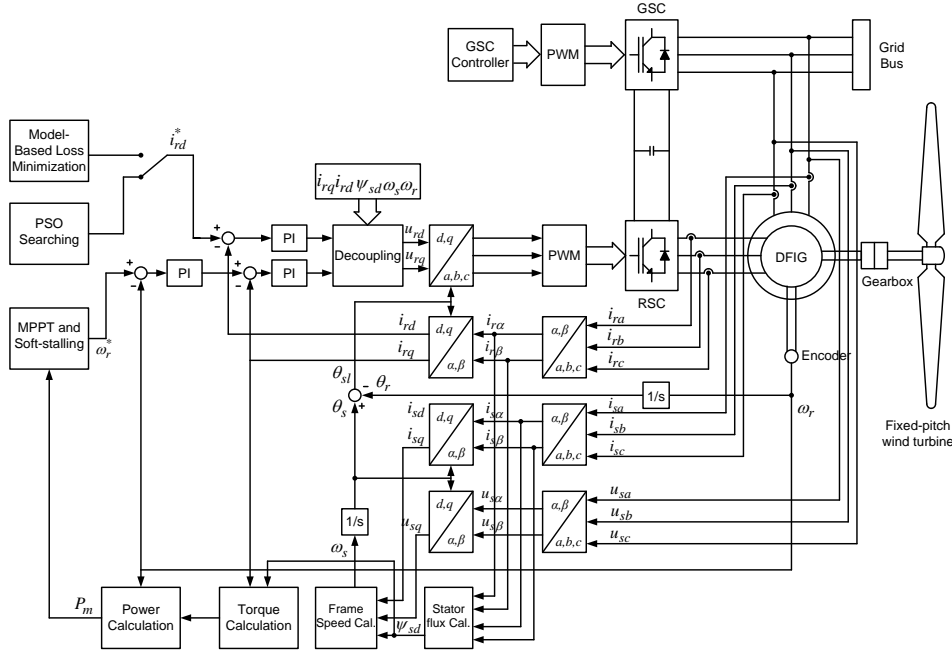 GSC
GSC
Controller
PWM
Grid
Bus
Model-
Based Loss
Minimization
i*rd
PSO
Searching
irq ird ψsd ωs ωr
+
−
PI
Decoupling
urd
urq
d,q
a,b,c
PWM
RSC
DFIG
Gearbox
+
−
PI
+
−
PI
MPPT and
Soft-stalling
ω*r
ird
irq
d,q
α,β
irα
irβ
α,β
a,b,c
ira
irb
irc
Encoder
θsl
−
θr
θs
+
1/s
ωr
Fixed-pitch
wind turbine
isd
isq
d,q
α,β
isα
isβ
α,β
a,b,c
isa
isb
isc
1/s
usq
d,q
α,β
usα
usβ
α,β
a,b,c
usa
usb
usc
ωs
Pm
Power
Calculation
Torque
Calculation
Frame
Speed Cal.
ψsd
Stator
flux Cal.